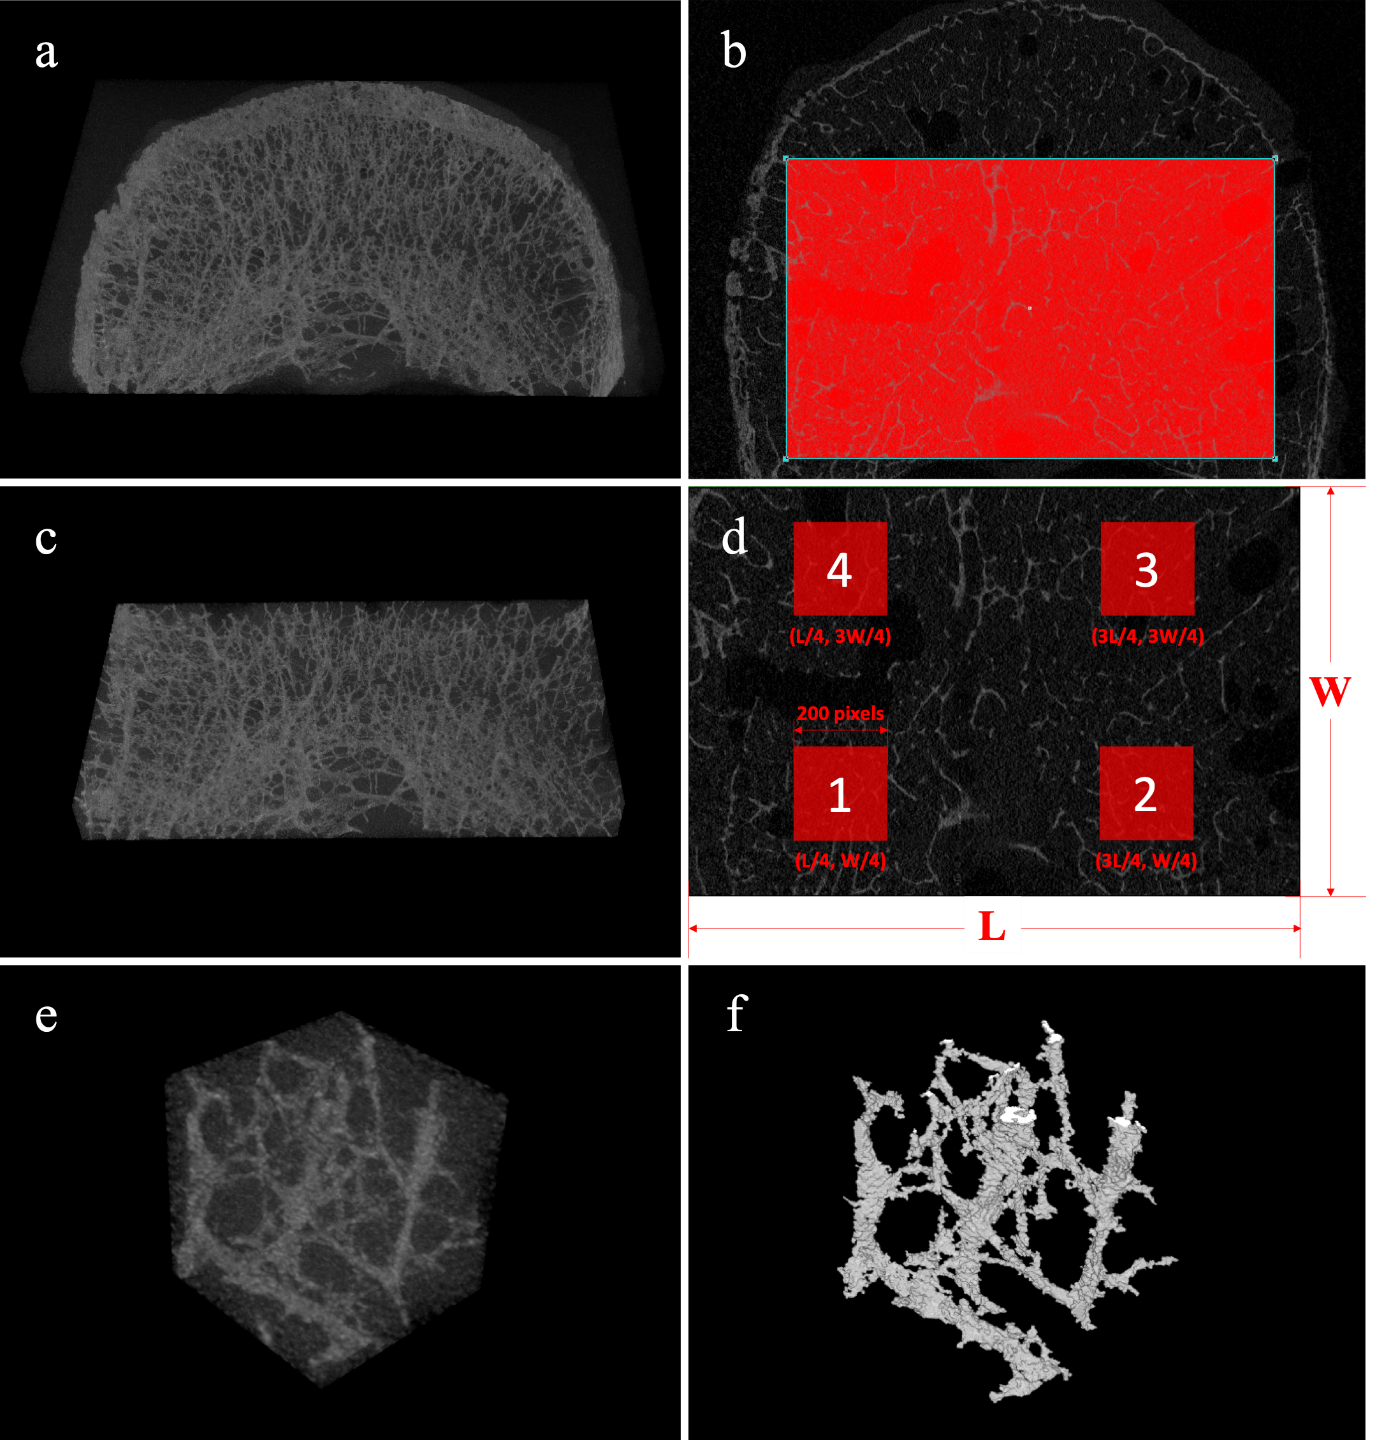 a
b
c
d
4
3
(L/4, 3W/4)
(3L/4, 3W/4)
W
200 pixels
1
2
(L/4, W/4)
(3L/4, W/4)
L
e
f